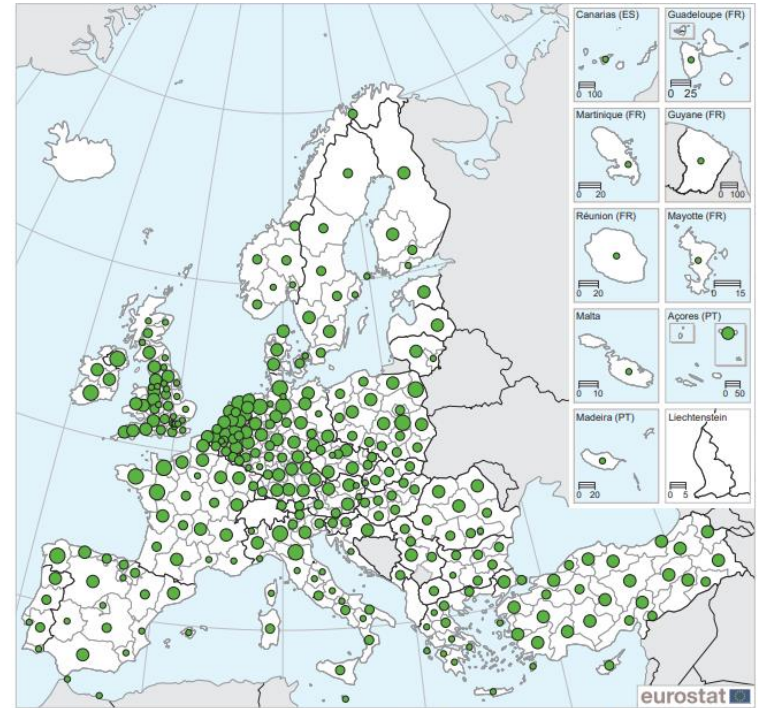 Canarias (ES)
0 100
Guadeloupe (FR)
0 25
Martinique (FR)
0 20
Guyane (FR)
0 100
Réunion (FR)
0 20
Mayotte (FR)
0 15
Malta
0 10
Açores (PT)
0 50
Madeira (PT)
0 20
Liechtenstein
0 5
eurostat